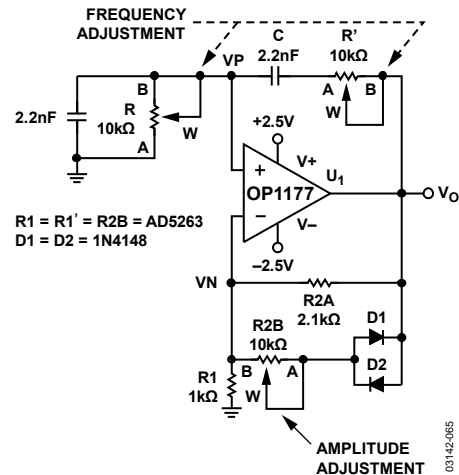 FREQUENCY
ADJUSTMENT
C
2.2nF
R'
10kΩ
VP
A
B
W
2.2nF
B
R
10kΩ
W
A
+2.5V
V+
U1
+
OP1177
−
V−
−2.5V
VO
R1 = R1' = R2B = AD5263
D1 = D2 = 1N4148
VN
R2A
2.1kΩ
D1
R2B
10kΩ
B
A
W
D2
R1
1kΩ
AMPLITUDE
ADJUSTMENT
03142-065